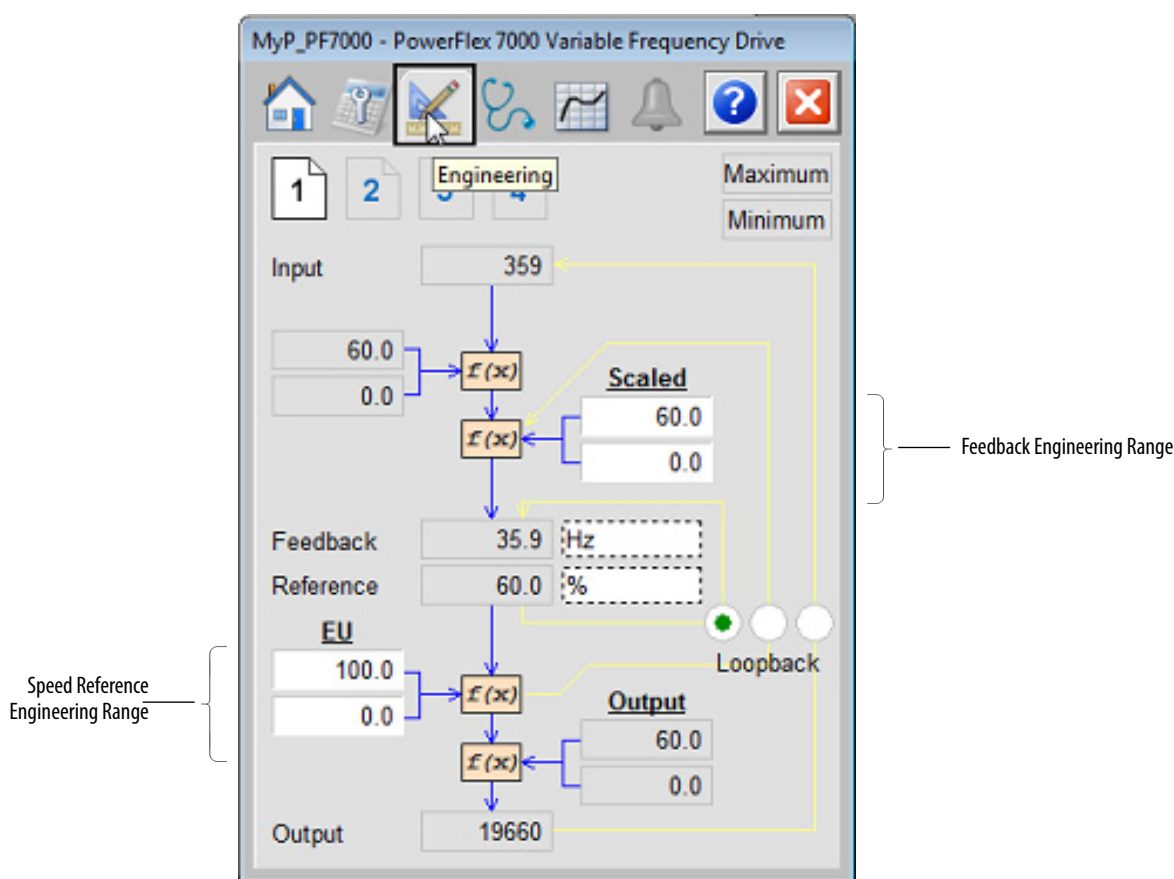 MyP_PF7000 - PowerFlex 7000 Variable Frequency Drive
?
1
2
Engineering
Maximum
Minimum
Input
359
60.0
0.0
f(x)
Scaled
60.0
0.0
f(x)
Feedback Engineering Range
Feedback
35.9
Hz
Reference
60.0
%
EU
Loopback
100.0
0.0
f(x)
Speed Reference
Engineering Range
Output
60.0
0.0
f(x)
Output
19660